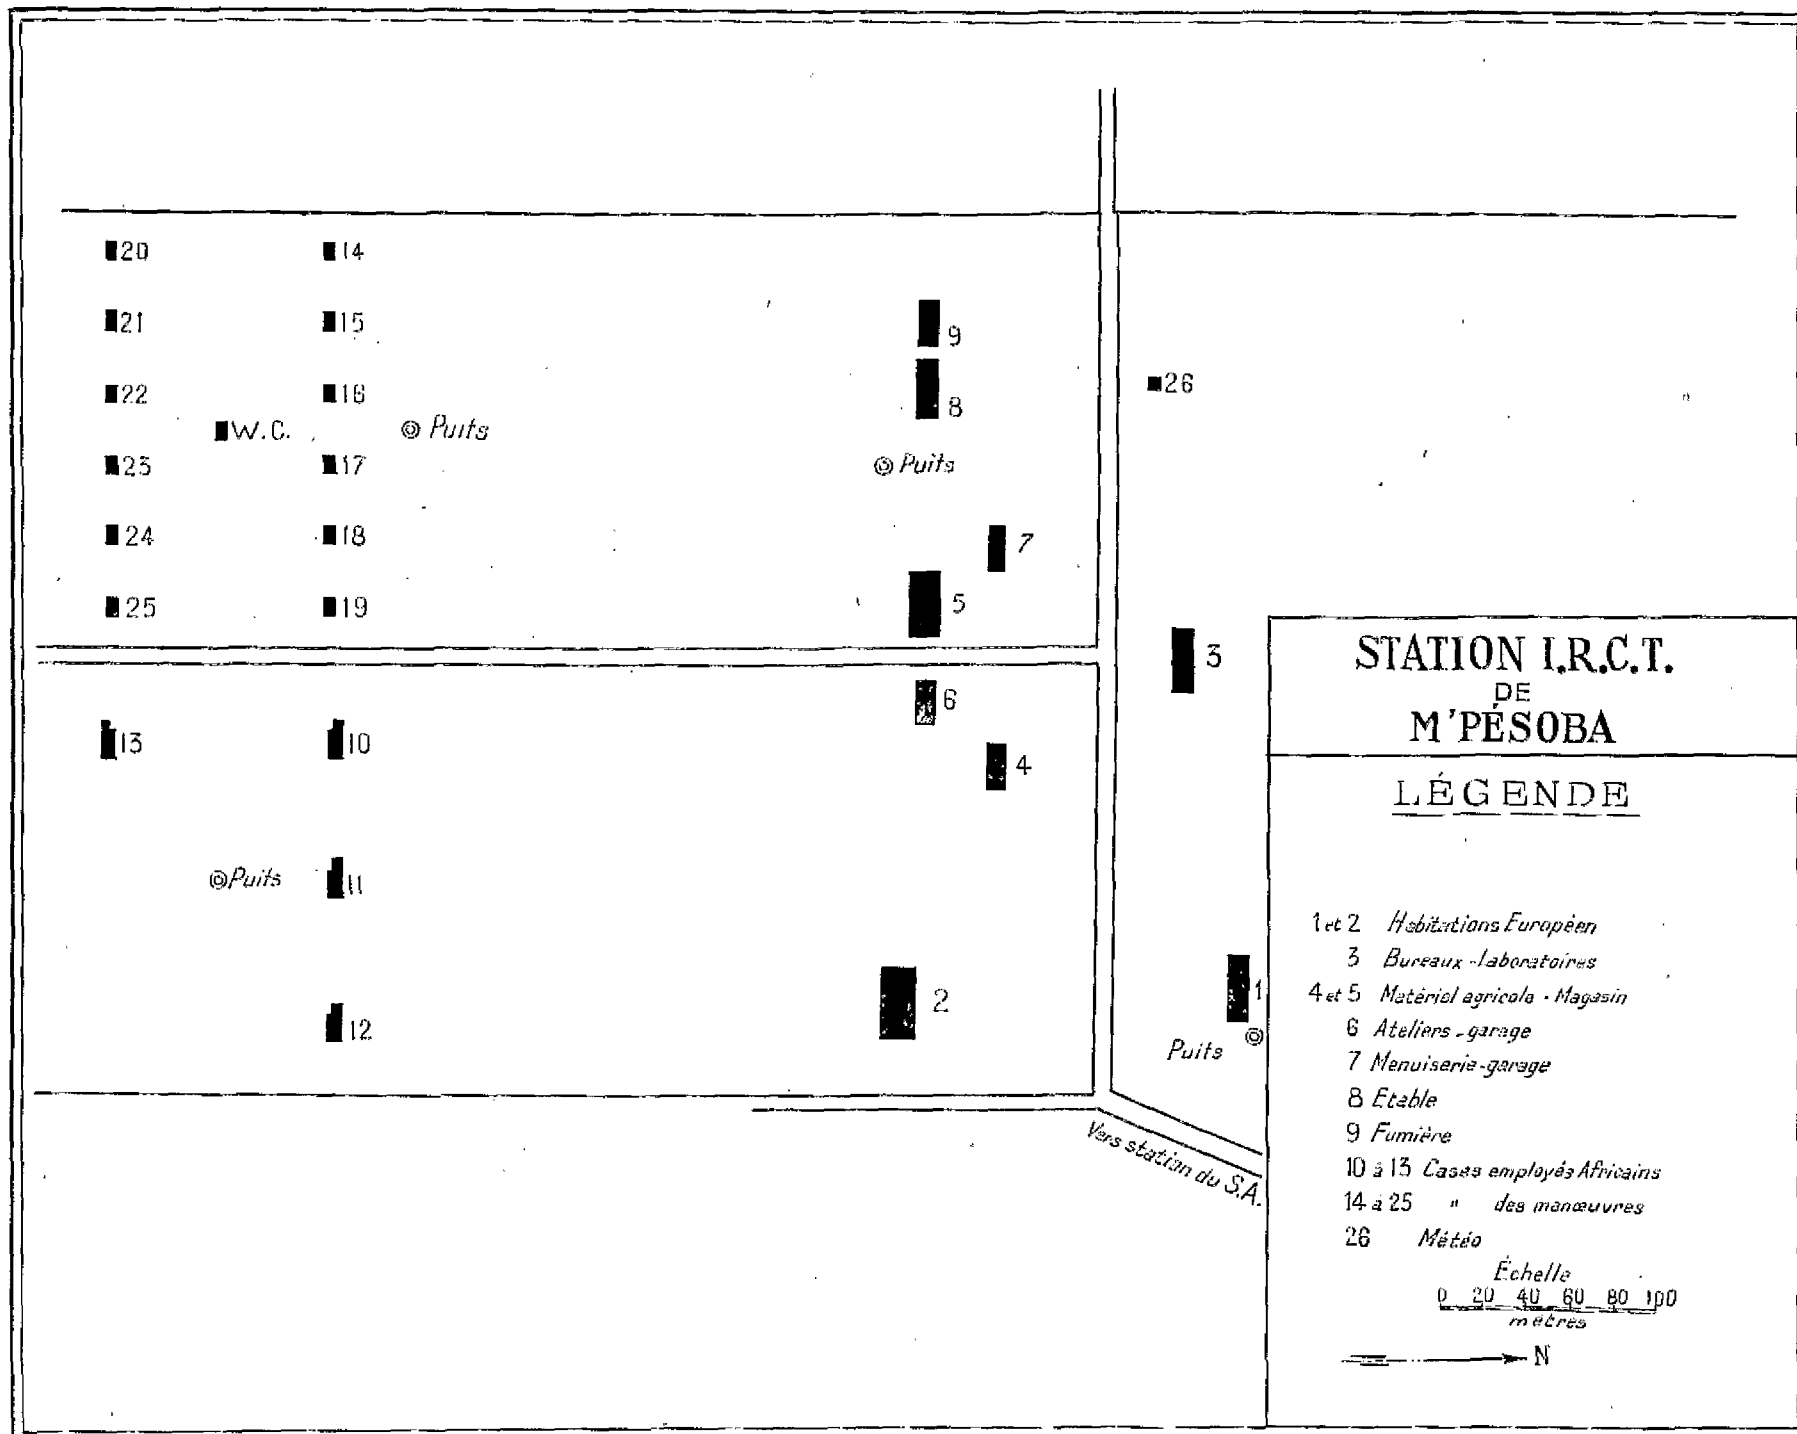 20
14
21
15
9
22
16
26
8
W.C.
Puits
Puits
23
17
24
18
7
25
19
5
3
6
13
10
4
Puits
11
2
1
12
Puits
Vers station du S.A.
STATION I.R.C.T.
DE
M'PÉSOBA
LÉGENDE
1 et 2 Habitations Européen
3 Bureaux-laboratoires
4 et 5 Matériel agricole - Magasin
6 Ateliers-garage
7 Menuiserie-garage
8 Etable
9 Fumière
10 à 13 Cases employés Africains
14 à 25 " des manœuvres
26 Météo
Échelle
0 20 40 60 80 100
mètres
N